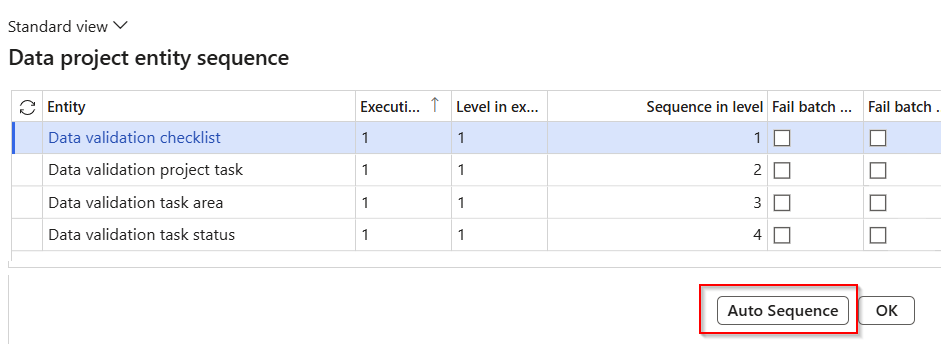 Standard view
Data project entity sequence
Entity Executi... Level in ex... Sequence in level Fail batch ... Fail batch .
Data validation checklist 1 1 1
Data validation project task 1 1 2
Data validation task area 1 1 3
Data validation task status 1 1 4
Auto Sequence OK